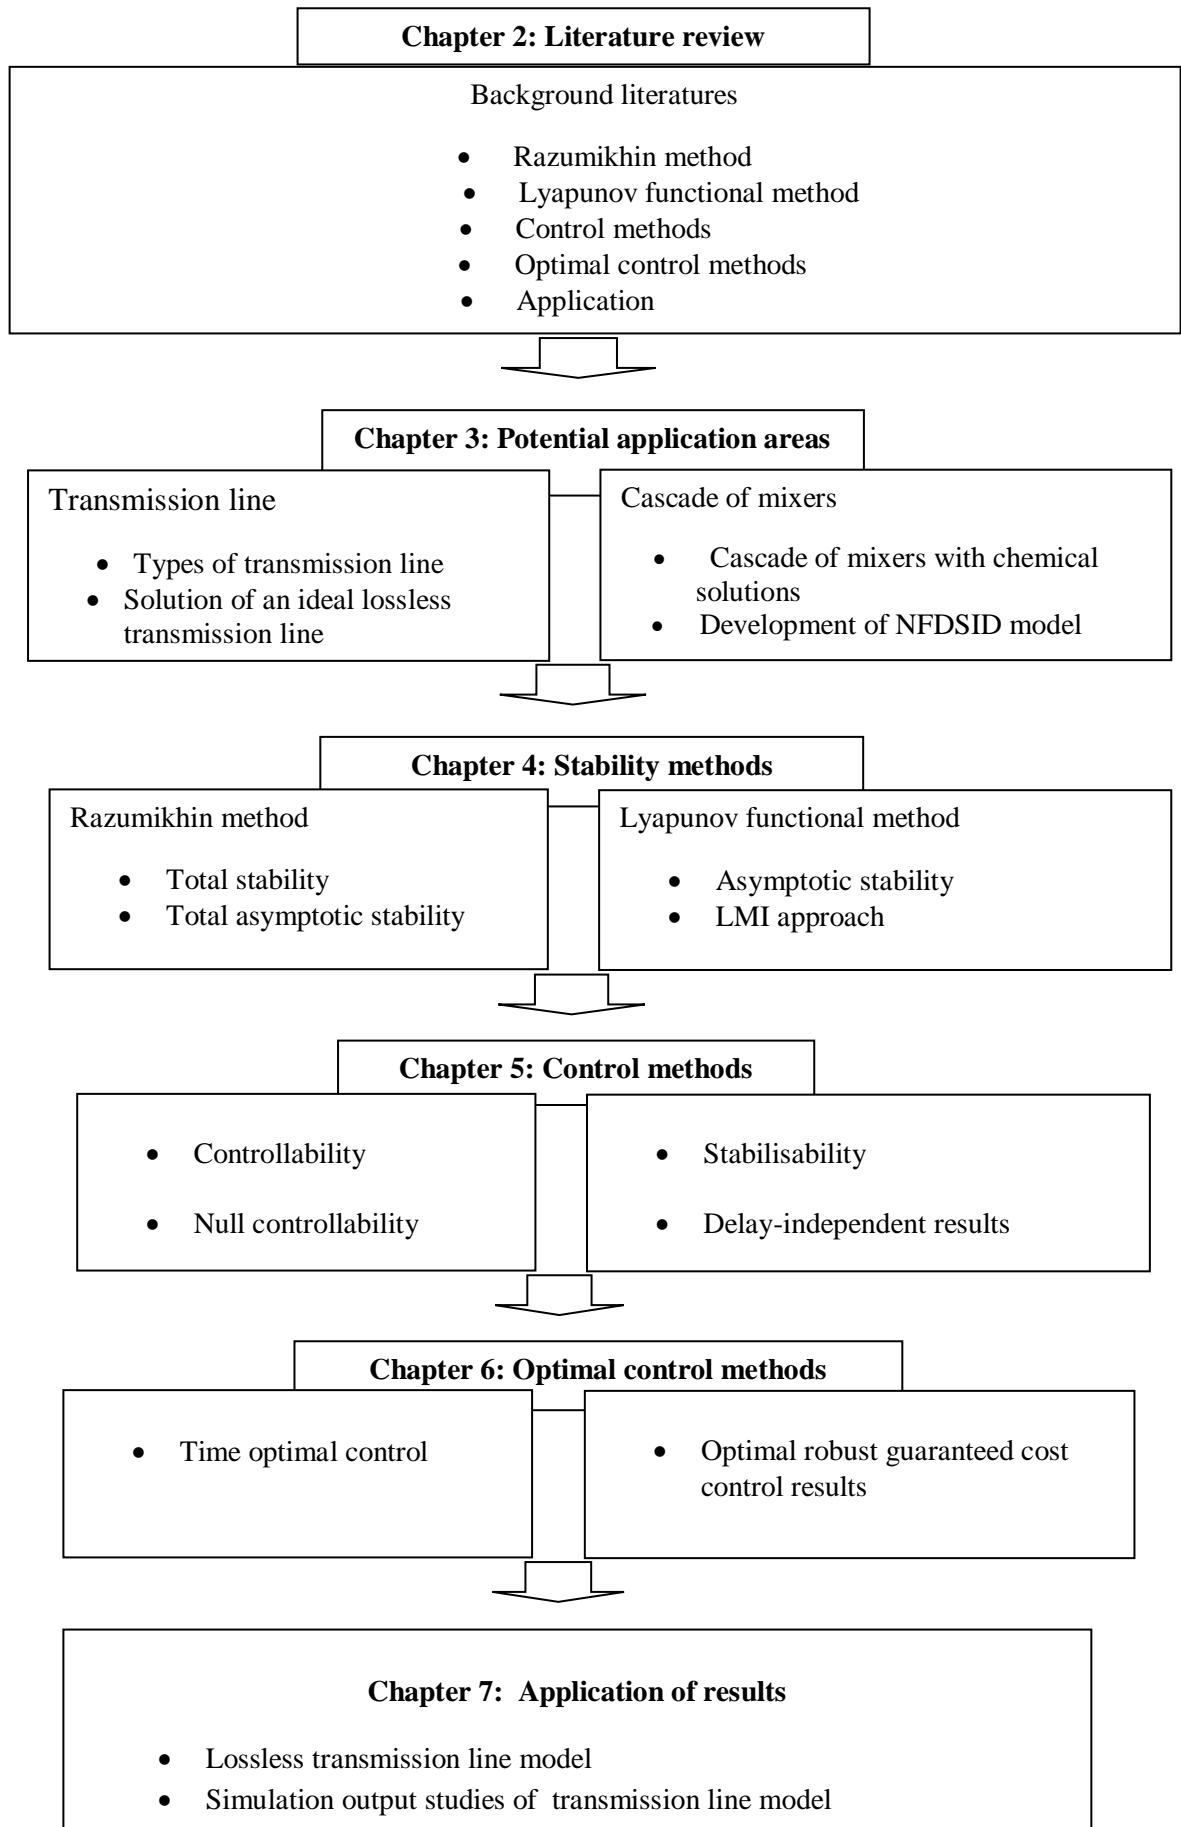 Chapter 2: Literature review
Background literatures
• Razumikhin method
• Lyapunov functional method
• Control methods
• Optimal control methods
• Application
Chapter 3: Potential application areas
Transmission line
• Types of transmission line
• Solution of an ideal lossless
transmission line
Cascade of mixers
• Cascade of mixers with chemical
solutions
• Development of NFDSID model
Chapter 4: Stability methods
Razumikhin method
• Total stability
• Total asymptotic stability
Lyapunov functional method
• Asymptotic stability
• LMI approach
Chapter 5: Control methods
• Controllability
• Null controllability
• Stabilisability
• Delay-independent results
Chapter 6: Optimal control methods
• Time optimal control
• Optimal robust guaranteed cost
control results
Chapter 7: Application of results
• Lossless transmission line model
• Simulation output studies of transmission line model